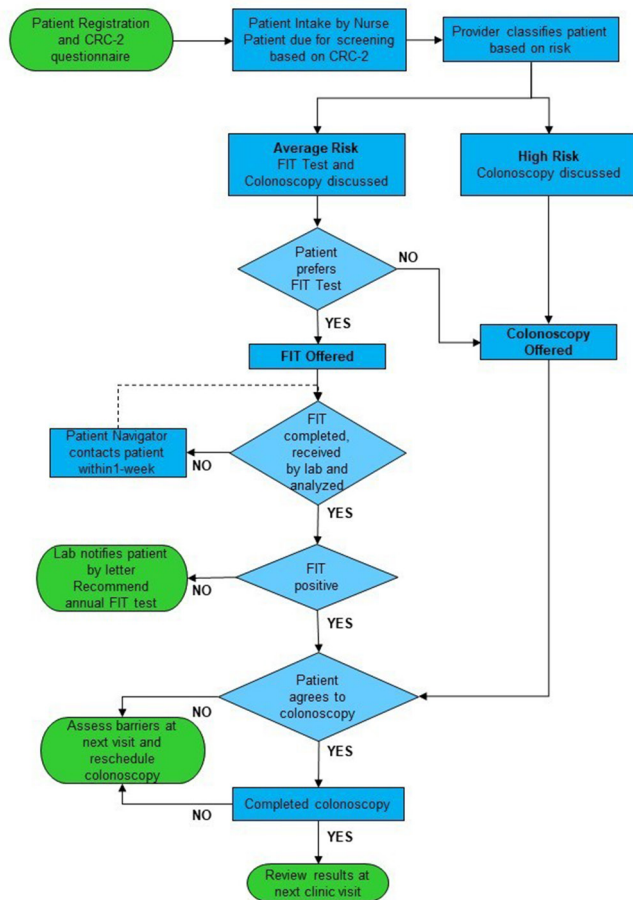 Patient Registration
and CRC-2
questionnaire
Patient Intake by Nurse
Patient due for screening
based on CRC-2
Provider classifies patient
based on risk
Average Risk
FIT Test and
Colonoscopy discussed
High Risk
Colonoscopy discussed
Patient
prefers
FIT Test
NO
YES
Colonoscopy
Offered
FIT Offered
FIT
completed,
received
by lab and
analyzed
Patient Navigator
contacts patient
within1-week
NO
YES
Lab notifies patient
by letter
Recommend
annual FIT test
NO
FIT
positive
YES
Patient
agrees to
colonoscopy
NO
Assess barriers at
next visit and
reschedule
colonoscopy
YES
NO
Completed colonoscopy
YES
Review results at
next clinic visit